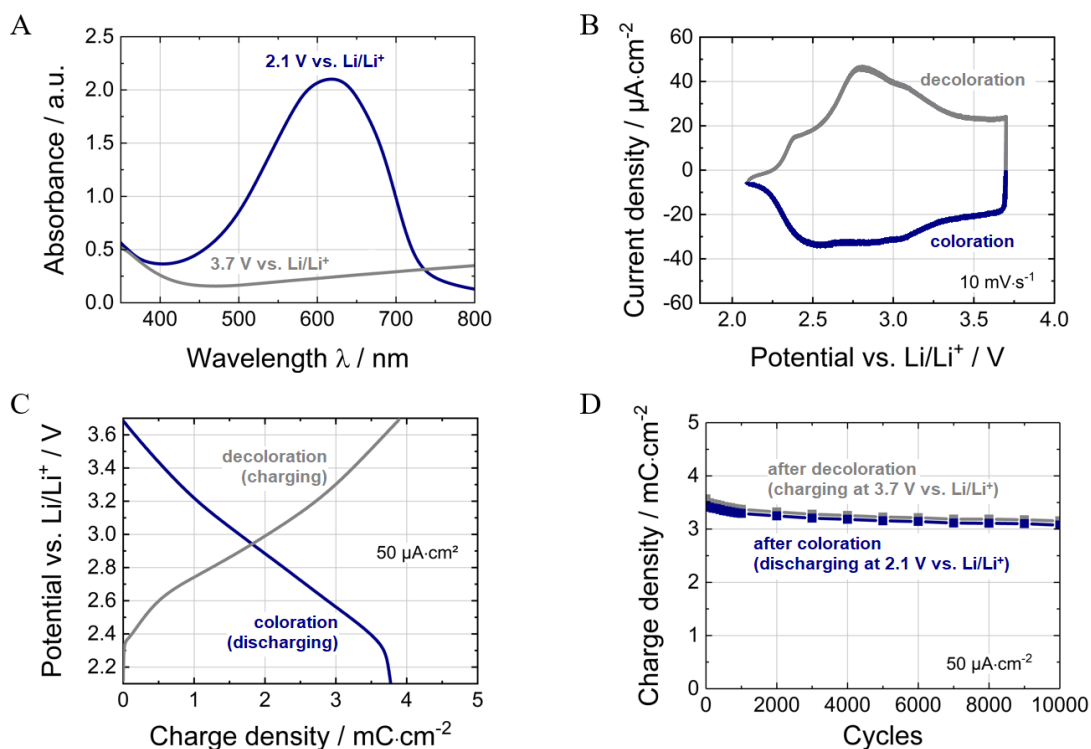 A
Absorbance / a.u.
2.5
2.0
1.5
1.0
0.5
0.0
2.1 V vs. Li/Li⁺
3.7 V vs. Li/Li⁺
400 500 600 700 800
Wavelength λ / nm
B
Current density / µA·cm⁻²
60
40
20
0
-20
-40
-60
decoloration
coloration
10 mV·s⁻¹
2.0 2.5 3.0 3.5 4.0
Potential vs. Li/Li⁺ / V
C
Potential vs. Li/Li⁺ / V
3.6
3.4
3.2
3.0
2.8
2.6
2.4
2.2
decoloration
(charging)
50 µA·cm²
coloration
(discharging)
0 1 2 3 4 5
Charge density / mC·cm⁻²
D
Charge density / mC·cm⁻²
5
4
3
2
1
0
after decoloration
(charging at 3.7 V vs. Li/Li⁺)
after coloration
(discharging at 2.1 V vs. Li/Li⁺)
50 µA·cm⁻²
0 2000 4000 6000 8000 10000
Cycles